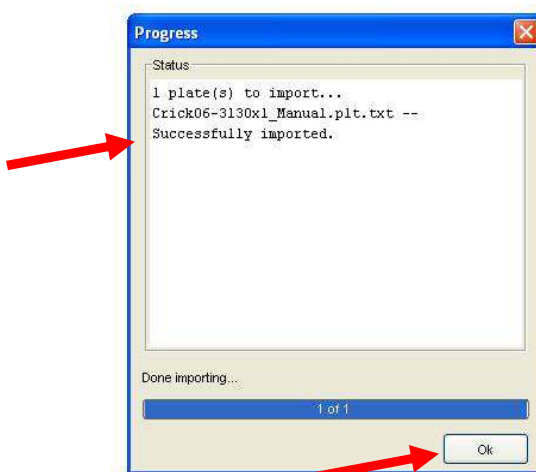 Progress
Status
1 plate(s) to import...
Crick06-3130xl_Manual.plt.txt --
Successfully imported.
Done importing...
1 of 1
Ok